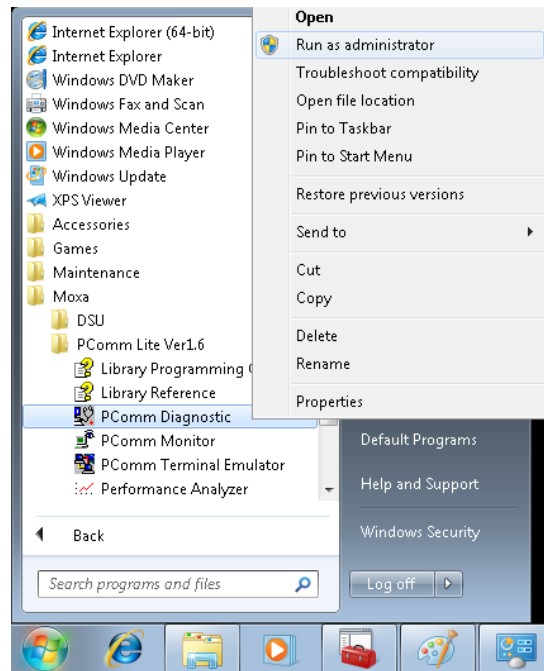 Internet Explorer (64-bit)
Internet Explorer
Windows DVD Maker
Windows Fax and Scan
Windows Media Center
Windows Media Player
Windows Update
XPS Viewer
Accessories
Games
Maintenance
Moxa
DSU
PComm Lite Ver1.6
Library Programming
Library Reference
PComm Diagnostic
PComm Monitor
PComm Terminal Emulator
Performance Analyzer
Back
Search programs and files
Open
Run as administrator
Troubleshoot compatibility
Open file location
Pin to Taskbar
Pin to Start Menu
Restore previous versions
Send to
Cut
Copy
Delete
Rename
Properties
Default Programs
Help and Support
Windows Security
Log off